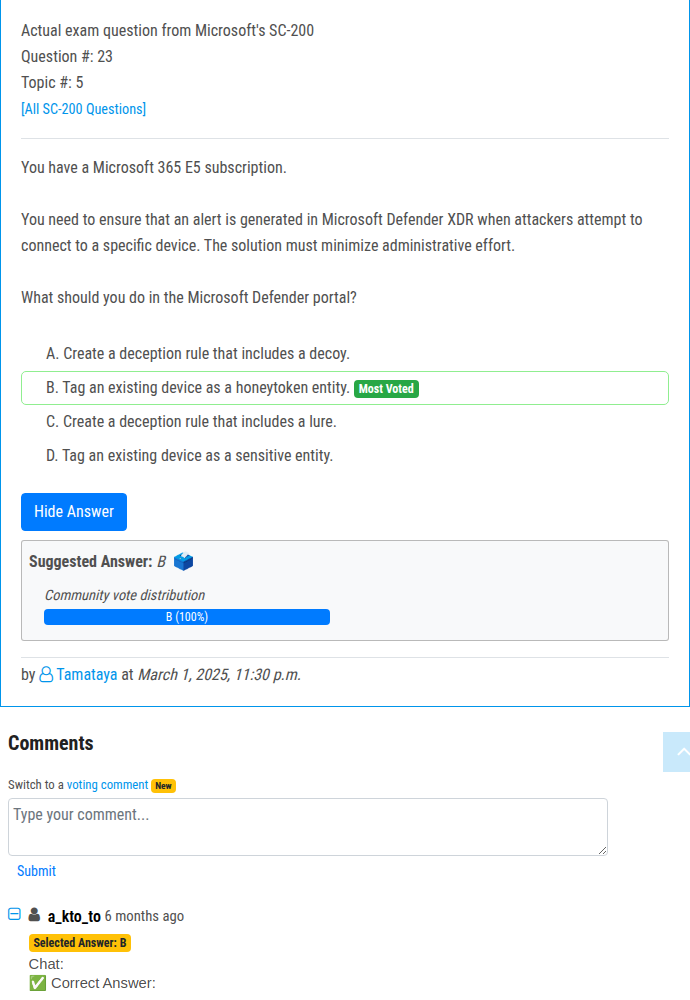 Actual exam question from Microsoft's SC-200
Question #: 23
Topic #: 5
[All SC-200 Questions]
You have a Microsoft 365 E5 subscription.
You need to ensure that an alert is generated in Microsoft Defender XDR when attackers attempt to
connect to a specific device. The solution must minimize administrative effort.
What should you do in the Microsoft Defender portal?
A. Create a deception rule that includes a decoy.
B. Tag an existing device as a honeytoken entity. Most Voted
C. Create a deception rule that includes a lure.
D. Tag an existing device as a sensitive entity.
Hide Answer
Suggested Answer: B
Community vote distribution
B (100%)
by Tamataya at March 1, 2025, 11:30 p.m.
Comments
Switch to a voting comment New
Type your comment...
Submit
a_kto_to 6 months ago
Selected Answer: B
Chat:
✅ Correct Answer: